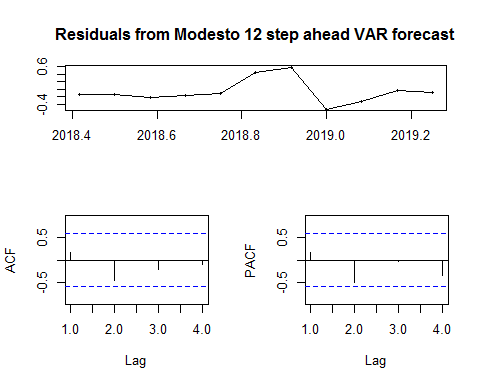 Residuals from Modesto 12 step ahead VAR forecast
0.6
-0.4
2018.4 2018.6 2018.8 2019.0 2019.2
ACF
0.5
-0.5
1.0 2.0 3.0 4.0
Lag
PACF
0.5
-0.5
1.0 2.0 3.0 4.0
Lag